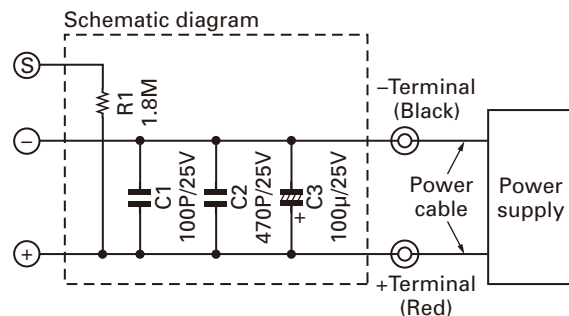 Schematic diagram
S
R1
1.8M
–Terminal
(Black)
–
C1
100P/25V
C2
470P/25V
+
C3
100µ/25V
Power
cable
Power
supply
+
+Terminal
(Red)